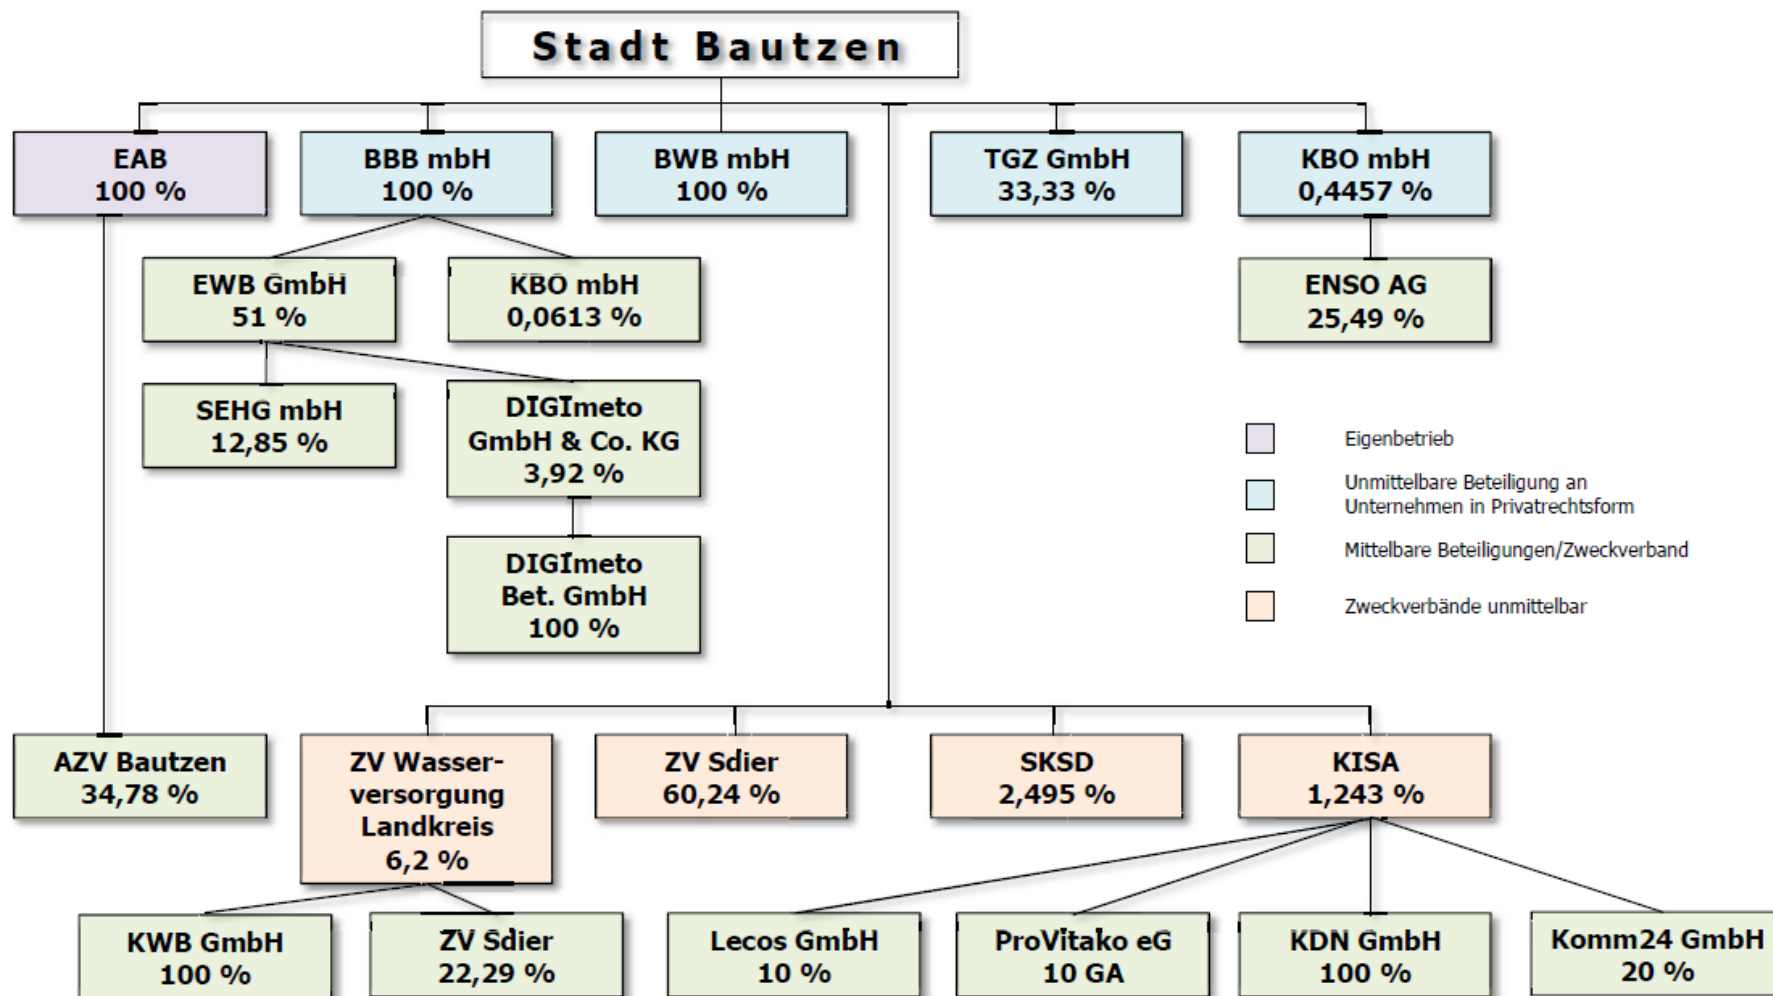 Stadt Bautzen
EAB
100 %
BBB mbH
100 %
BWB mbH
100 %
TGZ GmbH
33,33 %
KBO mbH
0,4457 %
EWB GmbH
51 %
KBO mbH
0,0613 %
ENSO AG
25,49 %
SEHG mbH
12,85 %
DIGImeto
GmbH & Co. KG
3,92 %
DIGImeto
Bet. GmbH
100 %
Eigenbetrieb
Unmittelbare Beteiligung an
Unternehmen in Privatrechtsform
Mittelbare Beteiligungen/Zweckverband
Zweckverbände unmittelbar
AZV Bautzen
34,78 %
ZV Wasser-
versorgung
Landkreis
6,2 %
ZV Sdier
60,24 %
SKSD
2,495 %
KISA
1,243 %
KWB GmbH
100 %
ZV Sdier
22,29 %
Lecos GmbH
10 %
ProVitako eG
10 GA
KDN GmbH
100 %
Komm24 GmbH
20 %